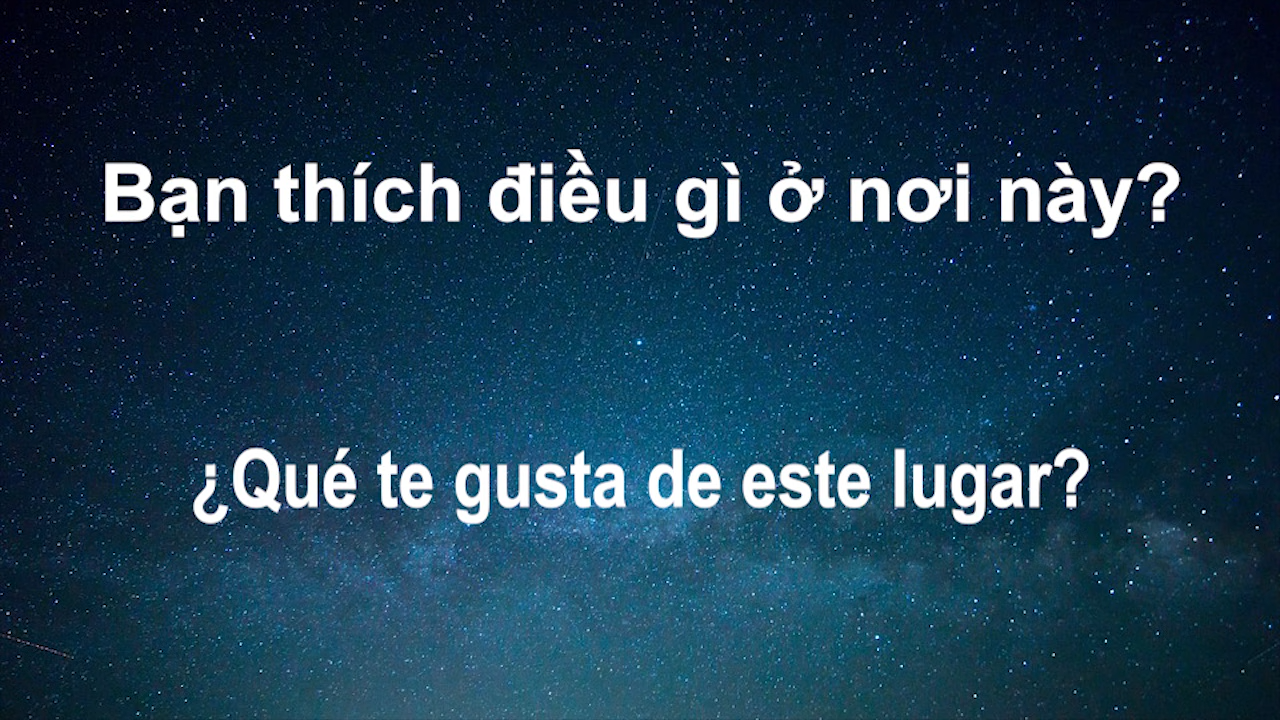 Bạn thích điều gì ở nơi này?
¿Qué te gusta de este lugar?